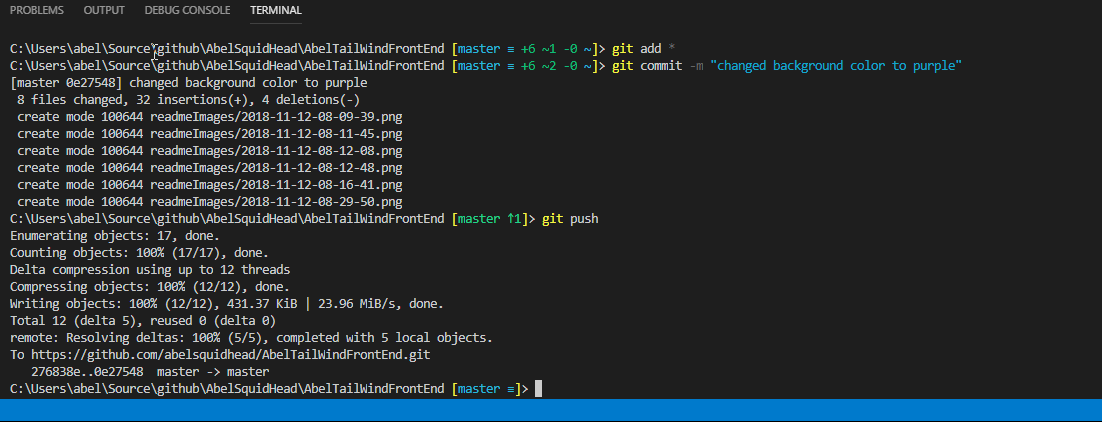 PROBLEMS OUTPUT DEBUG CONSOLE TERMINAL
C:\Users\abel\Source\github\AbelSquidHead\AbelTailWindFrontEnd [master ≡ +6 ~1 -0 ~]> git add *
C:\Users\abel\Source\github\AbelSquidHead\AbelTailWindFrontEnd [master ≡ +6 ~2 -0 ~]> git commit -m "changed background color to purple"
[master 0e27548] changed background color to purple
 8 files changed, 32 insertions(+), 4 deletions(-)
 create mode 100644 readmeImages/2018-11-12-08-09-39.png
 create mode 100644 readmeImages/2018-11-12-08-11-45.png
 create mode 100644 readmeImages/2018-11-12-08-12-08.png
 create mode 100644 readmeImages/2018-11-12-08-12-48.png
 create mode 100644 readmeImages/2018-11-12-08-16-41.png
 create mode 100644 readmeImages/2018-11-12-08-29-50.png
C:\Users\abel\Source\github\AbelSquidHead\AbelTailWindFrontEnd [master ↑1]> git push
Enumerating objects: 17, done.
Counting objects: 100% (17/17), done.
Delta compression using up to 12 threads
Compressing objects: 100% (12/12), done.
Writing objects: 100% (12/12), 431.37 KiB | 23.96 MiB/s, done.
Total 12 (delta 5), reused 0 (delta 0)
remote: Resolving deltas: 100% (5/5), completed with 5 local objects.
To https://github.com/abelsquidhead/AbelTailWindFrontEnd.git
   276838e..0e27548  master -> master
C:\Users\abel\Source\github\AbelSquidHead\AbelTailWindFrontEnd [master ≡]>